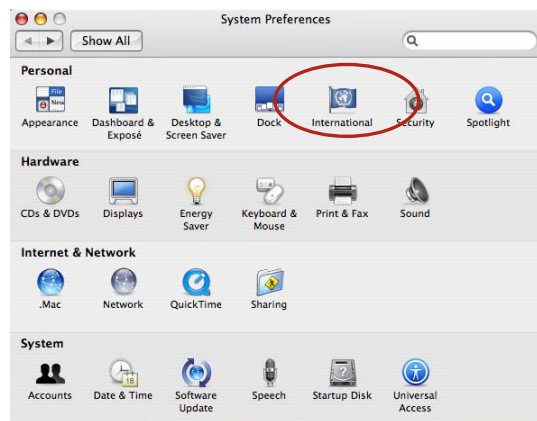 System Preferences
Show All
Personal
File
New
Appearance
Dashboard &
Exposé
Desktop &
Screen Saver
Dock
International
Security
Spotlight
Hardware
CDs & DVDs
Displays
Energy
Saver
Keyboard &
Mouse
Print & Fax
Sound
Internet & Network
.Mac
Network
QuickTime
Sharing
System
18
Accounts
Date & Time
Software
Update
Speech
?
Startup Disk
Universal
Access